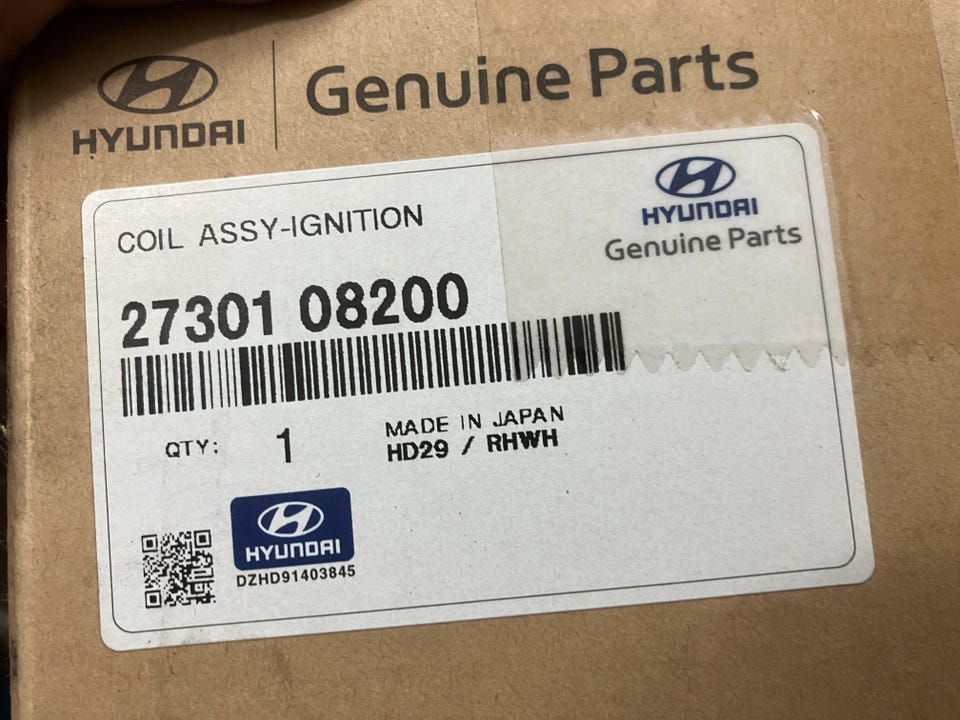 HYUNDAI
Genuine Parts
HYUNDAI
Genuine Parts
COIL ASSY-IGNITION
27301 08200
QTY: 1
MADE IN JAPAN
HD29 / RHWH
HYUNDAI
DZHD91403845